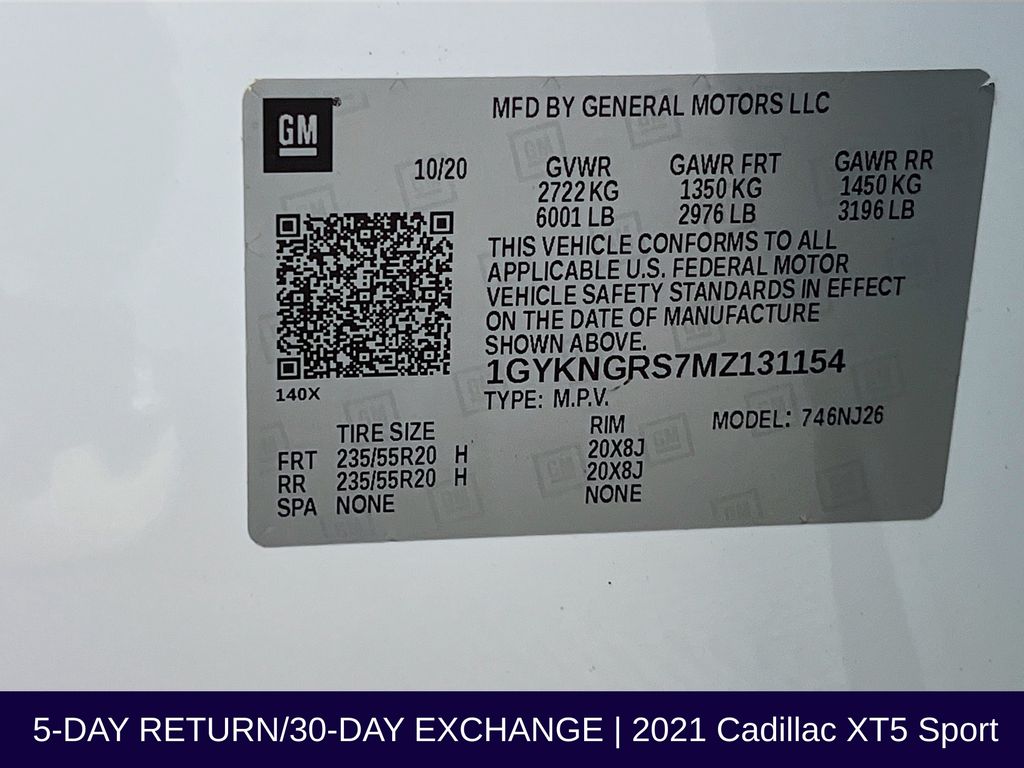 GM
MFD BY GENERAL MOTORS LLC
10/20
GVWR GAWR FRT GAWR RR
2722 KG 1350 KG 1450 KG
6001 LB 2976 LB 3196 LB
THIS VEHICLE CONFORMS TO ALL
APPLICABLE U.S. FEDERAL MOTOR
VEHICLE SAFETY STANDARDS IN EFFECT
ON THE DATE OF MANUFACTURE
SHOWN ABOVE.
1GYKNGRS7MZ131154
140X
TYPE: M.P.V.
TIRE SIZE RIM MODEL: 746NJ26
FRT 235/55R20 H 20X8J
RR 235/55R20 H 20X8J
SPA NONE NONE
5-DAY RETURN/30-DAY EXCHANGE | 2021 Cadillac XT5 Sport